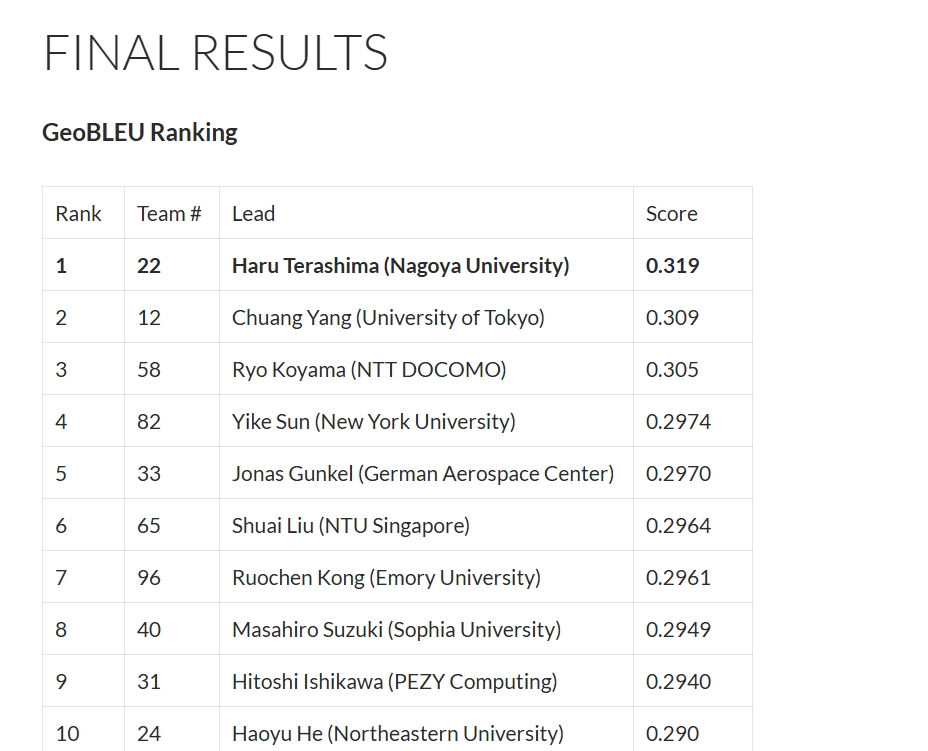 FINAL RESULTS
GeoBLEU Ranking
Rank Team # Lead Score
1 22 Haru Terashima (Nagoya University) 0.319
2 12 Chuang Yang (University of Tokyo) 0.309
3 58 Ryo Koyama (NTT DOCOMO) 0.305
4 82 Yike Sun (New York University) 0.2974
5 33 Jonas Gunkel (German Aerospace Center) 0.2970
6 65 Shuai Liu (NTU Singapore) 0.2964
7 96 Ruochen Kong (Emory University) 0.2961
8 40 Masahiro Suzuki (Sophia University) 0.2949
9 31 Hitoshi Ishikawa (PEZY Computing) 0.2940
10 24 Haoyu He (Northeastern University) 0.290